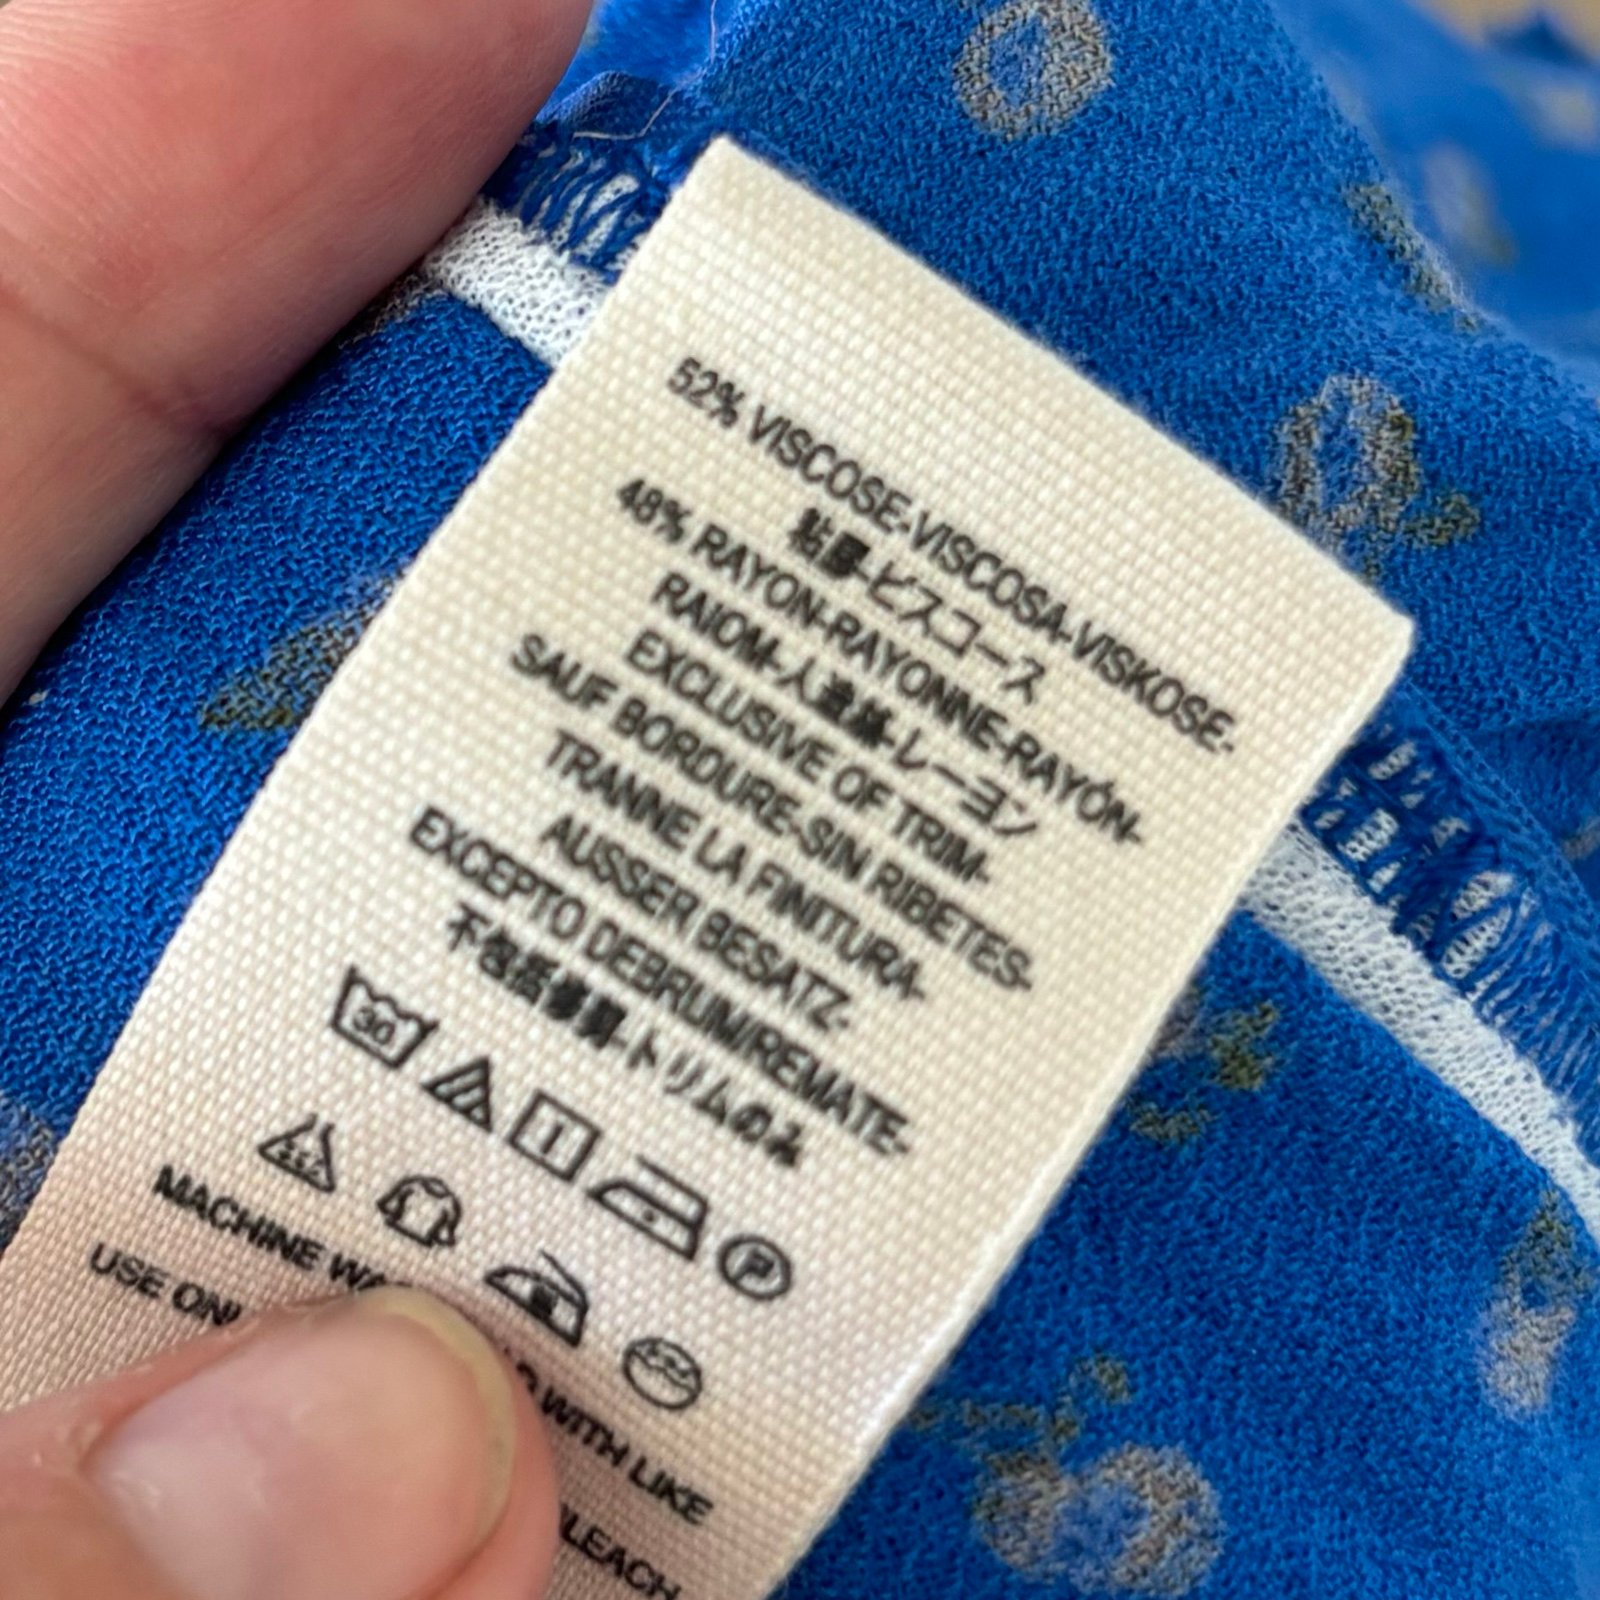 52% VISCOSE-VISCOSA-VISKOSE-
粘膠-ビスコース
48% RAYON-RAYONNE-RAYÓN-
RAIOM-人造絲-レーヨン
EXCLUSIVE OF TRIM-
SAUF BORDURE-SIN RIBETES-
TRANNE LA FINITURA-
AUSSER BESATZ-
EXCEPTO DEBRUM/REMATE-
不包括修飾-トリムのみ
30
P
MACHINE
WITH LIKE
USE
BLEACH